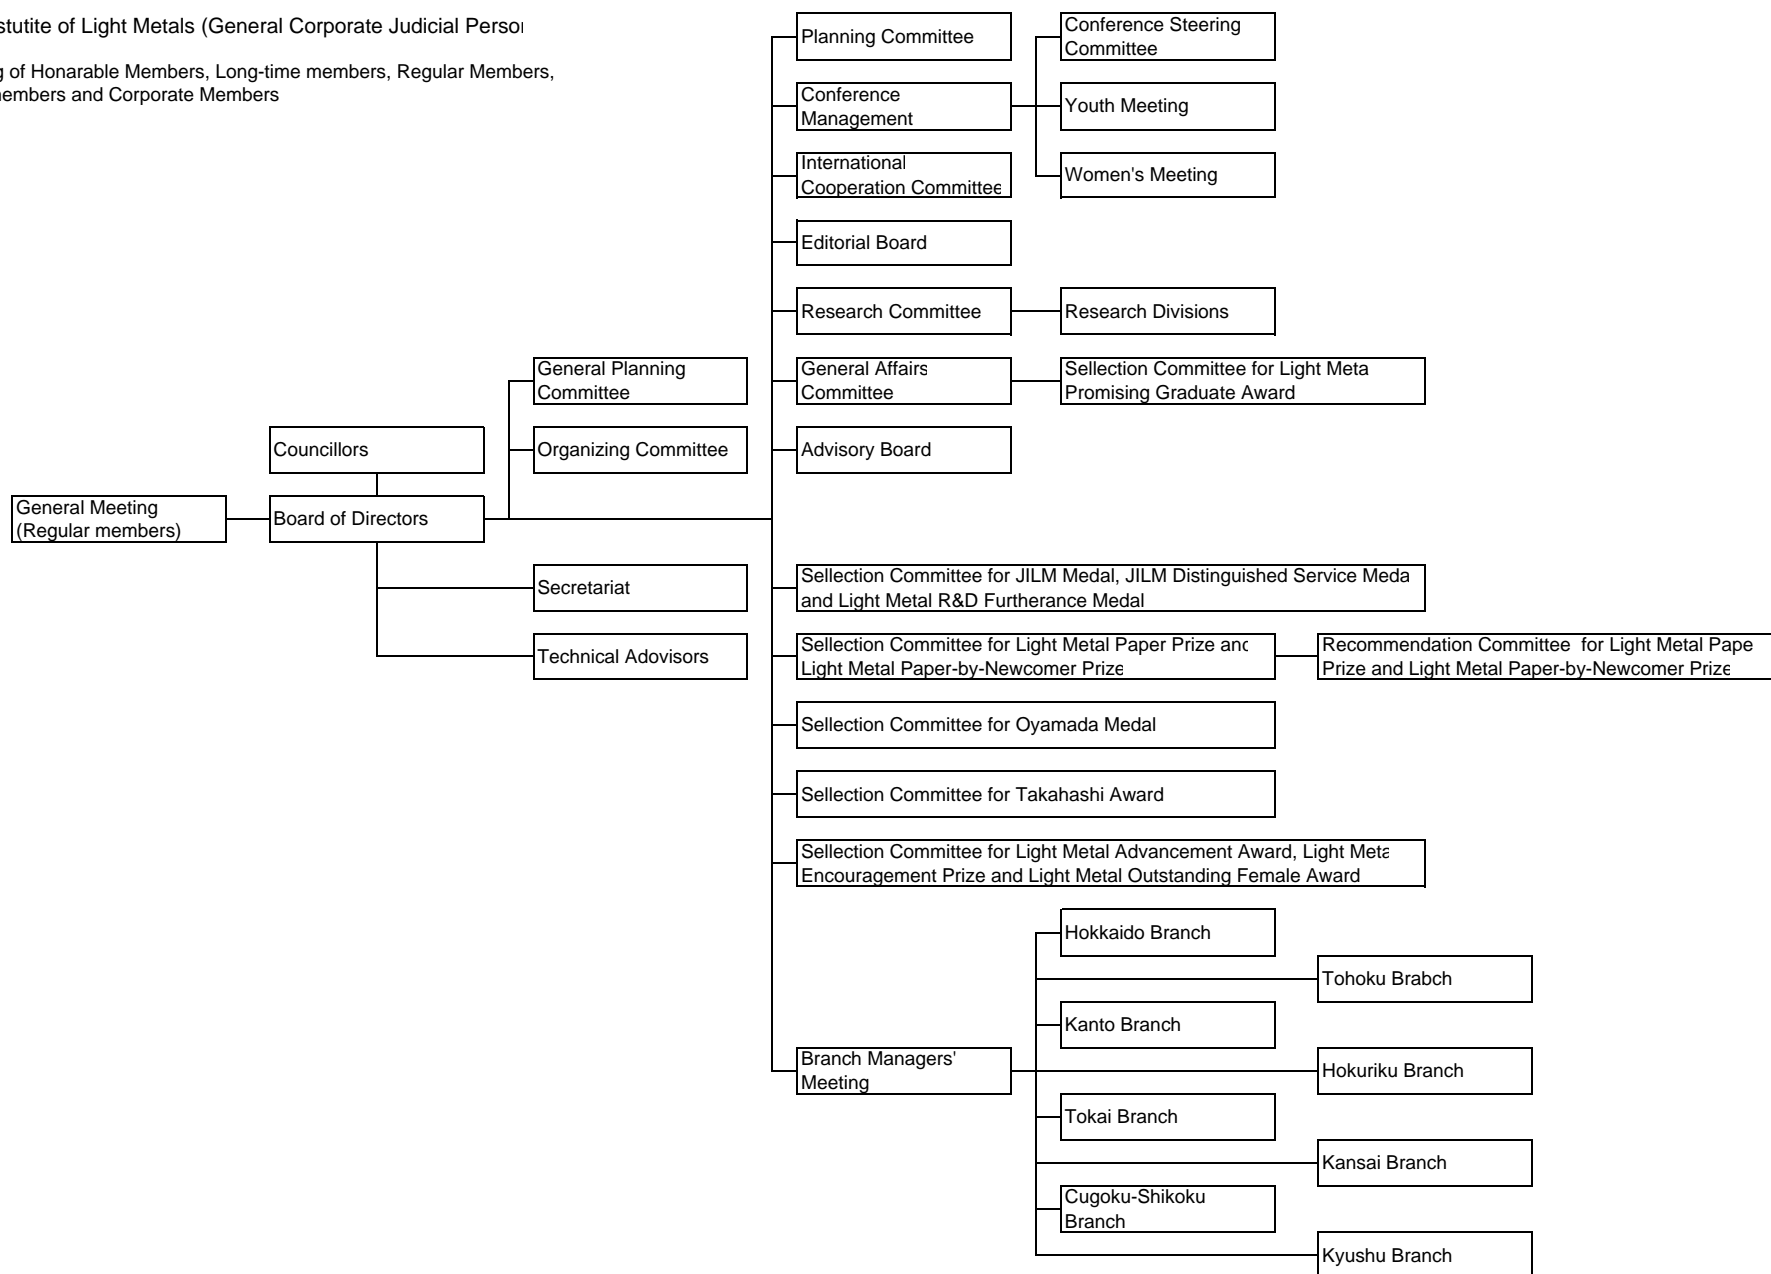 stutite of Light Metals (General Corporate Judicial Person
g of Honarable Members, Long-time members, Regular Members,
members and Corporate Members
Planning Committee
Conference Steering
Committee
Conference
Management
Youth Meeting
International
Cooperation Committee
Women's Meeting
Editorial Board
Research Committee
Research Divisions
General Planning
Committee
General Affairs
Committee
Sellection Committee for Light Meta
Promising Graduate Award
Councillors
Organizing Committee
Advisory Board
General Meeting
(Regular members)
Board of Directors
Secretariat
Sellection Committee for JILM Medal, JILM Distinguished Service Meda
and Light Metal R&D Furtherance Medal
Technical Adovisors
Sellection Committee for Light Metal Paper Prize and
Light Metal Paper-by-Newcomer Prize
Recommendation Committee  for Light Metal Pape
Prize and Light Metal Paper-by-Newcomer Prize
Sellection Committee for Oyamada Medal
Sellection Committee for Takahashi Award
Sellection Committee for Light Metal Advancement Award, Light Meta
Encouragement Prize and Light Metal Outstanding Female Award
Hokkaido Branch
Tohoku Brabch
Kanto Branch
Branch Managers'
Meeting
Hokuriku Branch
Tokai Branch
Kansai Branch
Cugoku-Shikoku
Branch
Kyushu Branch